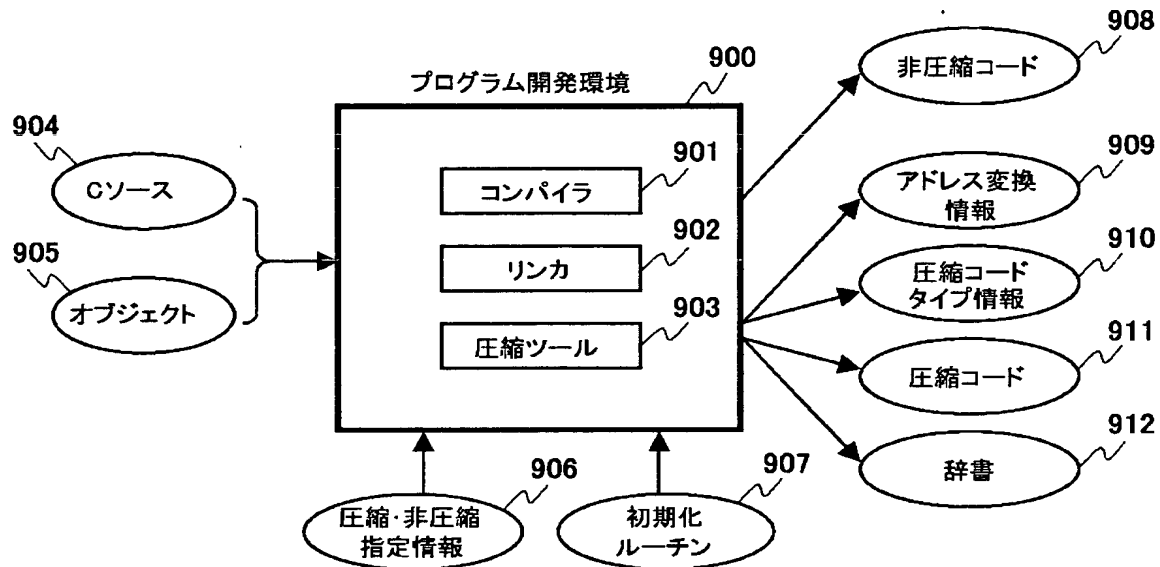 908
非圧縮コード
900
プログラム開発環境
904
Cソース
901
コンパイラ
909
アドレス変換
情報
905
オブジェクト
902
リンカ
910
圧縮コード
タイプ情報
903
圧縮ツール
911
圧縮コード
912
辞書
906
圧縮・非圧縮
指定情報
907
初期化
ルーチン